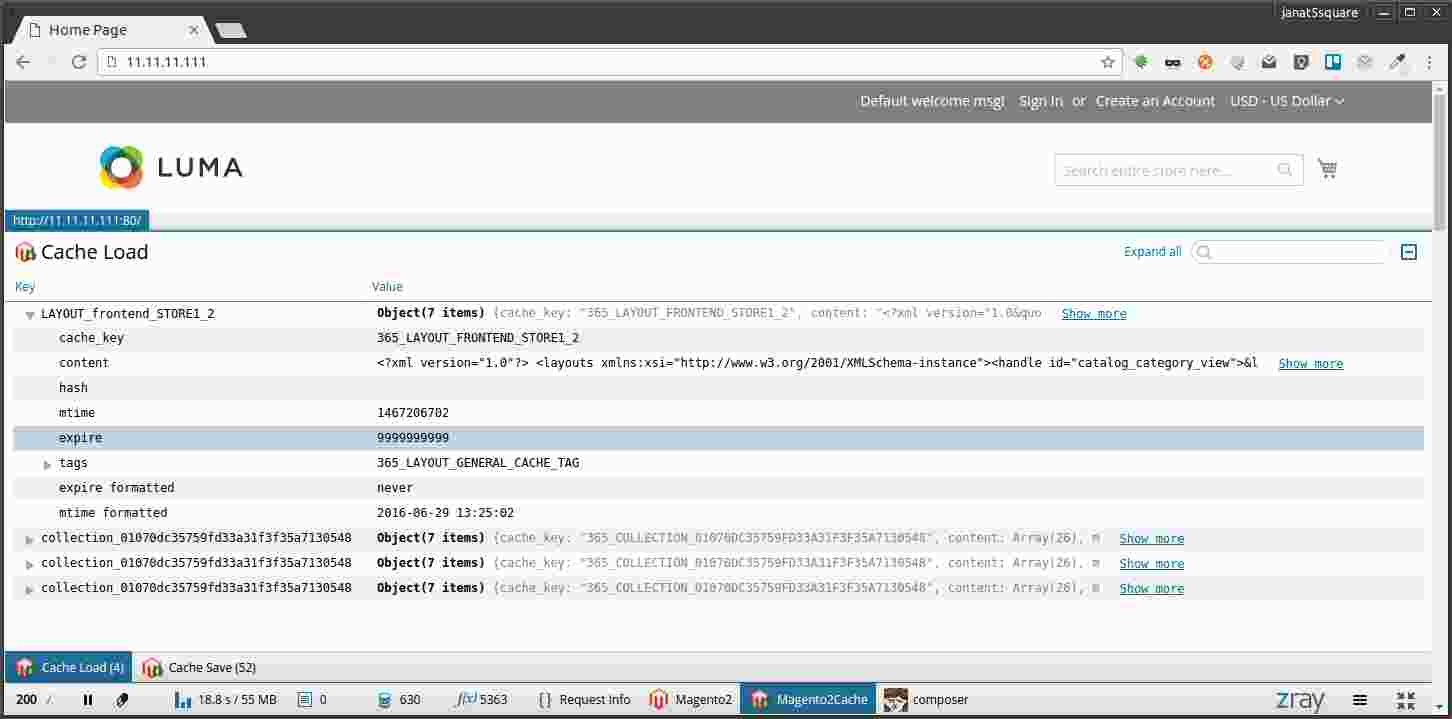 janat5square
Home Page
11.11.11.111
Default welcome msg! Sign In or Create an Account USD - US Dollar
LUMA
Search entire store here...
http://11.11.11.111:80/
Cache Load Expand all
Key Value
LAYOUT_frontend_STORE1_2 Object(7 items) {cache_key: "365_LAYOUT_FRONTEND_STORE1_2", content: "<?xml version="1.0&quo Show more
cache_key 365_LAYOUT_FRONTEND_STORE1_2
content <?xml version="1.0"?> <layouts xmlns:xsi="http://www.w3.org/2001/XMLSchema-instance"><handle id="catalog_category_view">&l Show more
hash
mtime 1467206702
expire 9999999999
tags 365_LAYOUT_GENERAL_CACHE_TAG
expire formatted never
mtime formatted 2016-06-29 13:25:02
collection_01070dc35759fd33a31f3f35a7130548 Object(7 items) {cache_key: "365_COLLECTION_01070DC35759FD33A31F3F35A7130548", content: Array(26), m Show more
collection_01070dc35759fd33a31f3f35a7130548 Object(7 items) {cache_key: "365_COLLECTION_01070DC35759FD33A31F3F35A7130548", content: Array(26), m Show more
collection_01070dc35759fd33a31f3f35a7130548 Object(7 items) {cache_key: "365_COLLECTION_01070DC35759FD33A31F3F35A7130548", content: Array(26), m Show more
Cache Load (4) Cache Save (52)
200 / 18.8 s / 55 MB 0 630 f(x) 5363 {} Request Info Magento2 Magento2Cache composer zray